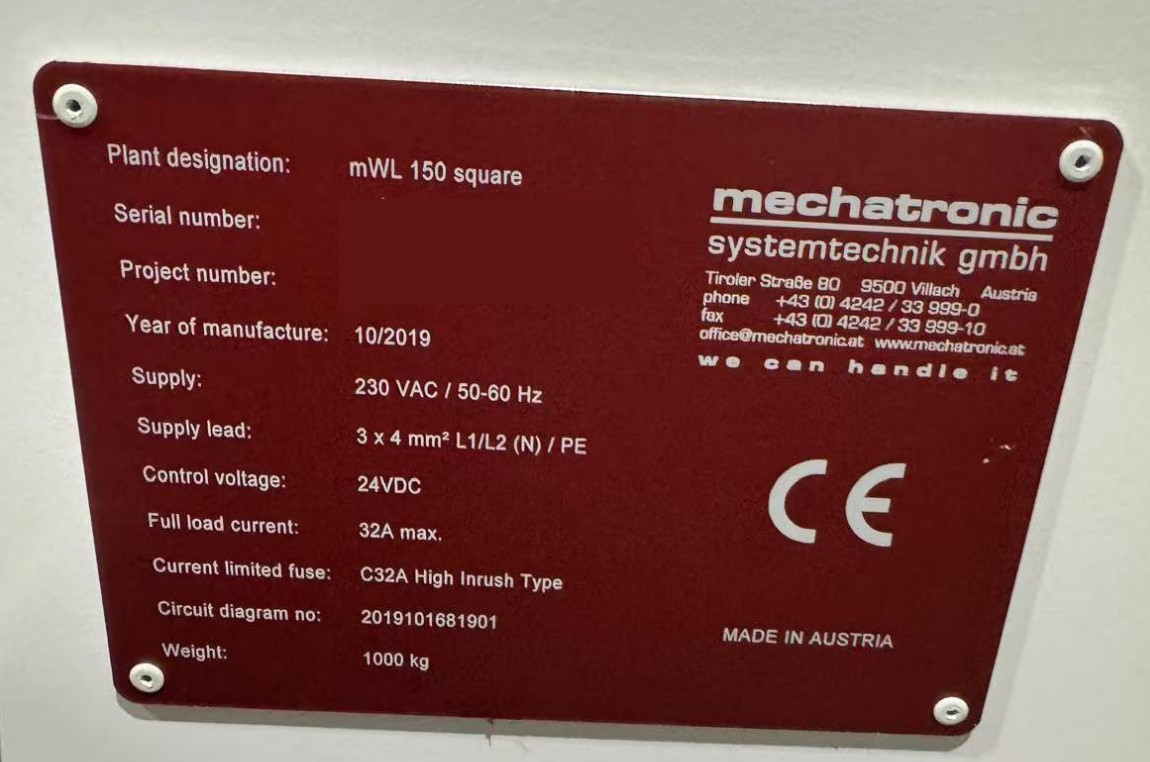 Plant designation: mWL 150 square
Serial number:
Project number:
Year of manufacture: 10/2019
Supply: 230 VAC / 50-60 Hz
Supply lead: 3 x 4 mm² L1/L2 (N) / PE
Control voltage: 24VDC
Full load current: 32A max.
Current limited fuse: C32A High Inrush Type
Circuit diagram no: 2019101681901
Weight: 1000 kg
mechatronic
systemtechnik gmbh
Tiroler Straße 80 9500 Villach Austria
phone +43 (0) 4242 / 33 999-0
fax +43 (0) 4242 / 33 999-10
office@mechatronic.at www.mechatronic.at
we can handle it
CE
MADE IN AUSTRIA